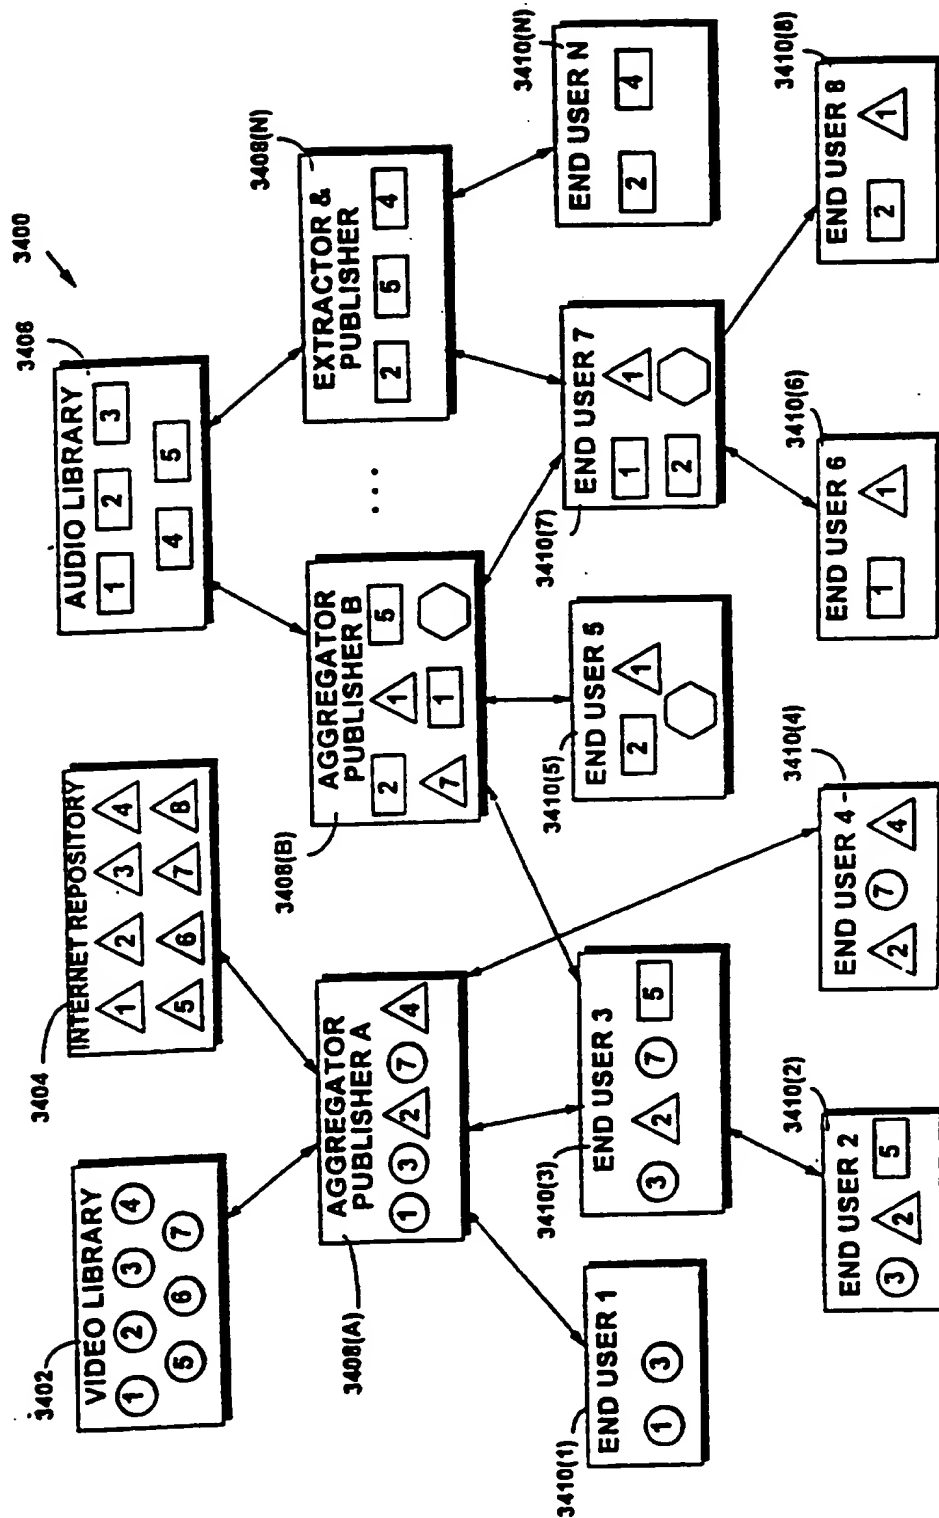 3400
3402
VIDEO LIBRARY
1 2 3 4
5 6 7
3404
INTERNET REPOSITORY
1 2 3 4
5 6 7 8
3406
AUDIO LIBRARY
1 2 3
4 5
3408(A)
AGGREGATOR
PUBLISHER A
1 3 2 7 4
3408(B)
AGGREGATOR
PUBLISHER B
2 1 5
7 1
...
3408(N)
EXTRACTOR &
PUBLISHER
2 5 4
3410(1)
END USER 1
1 3
3410(3)
END USER 3
3 2 7 5
3410(5)
END USER 5
2 1
3410(7)
END USER 7
1 1
2
3410(N)
END USER N
2 4
3410(2)
END USER 2
3 2 5
3410(4)
END USER 4
2 7 4
3410(6)
END USER 6
1 1
3410(8)
END USER 8
2 1